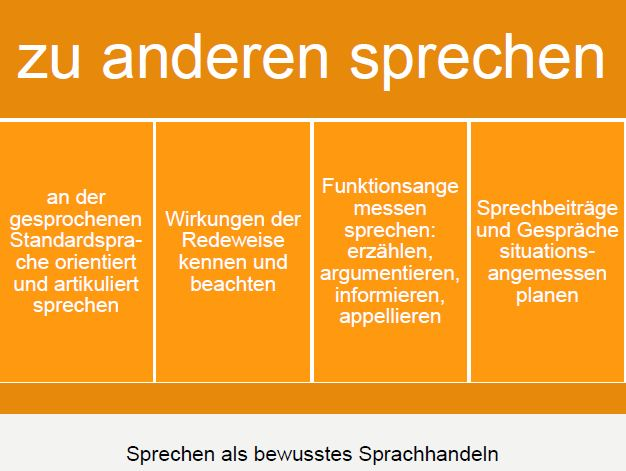 zu anderen sprechen
an der
gesprochenen
Standardspra-
che orientiert
und artikuliert
sprechen
Wirkungen der
Redeweise
kennen und
beachten
Funktionsange
messen
sprechen:
erzählen,
argumentieren,
informieren,
appellieren
Sprechbeiträge
und Gespräche
situations-
angemessen
planen
Sprechen als bewusstes Sprachhandeln